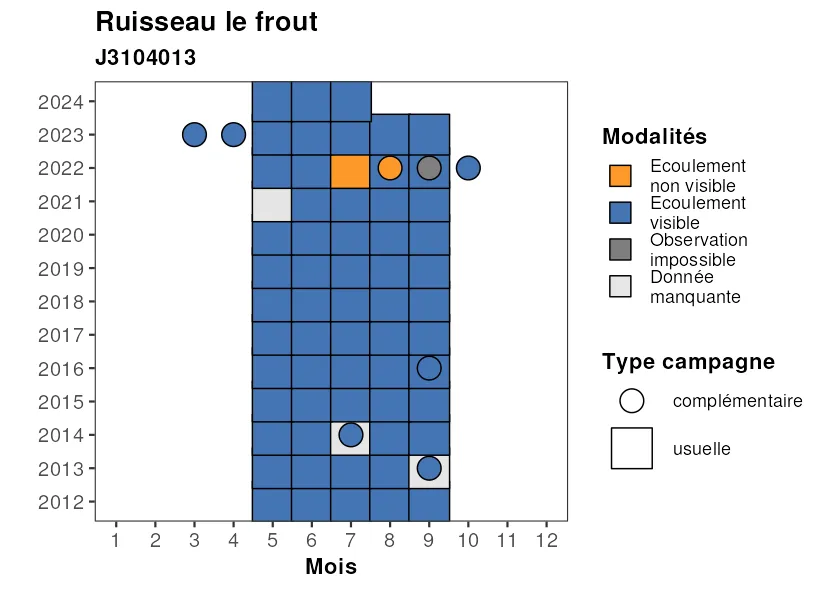 Ruisseau le frout
J3104013
2024
2023
2022
2021
2020
2019
2018
2017
2016
2015
2014
2013
2012
1 2 3 4 5 6 7 8 9 10 11 12
Mois
Modalités
Ecoulement
non visible
Ecoulement
visible
Observation
impossible
Donnée
manquante
Type campagne
complémentaire
usuelle